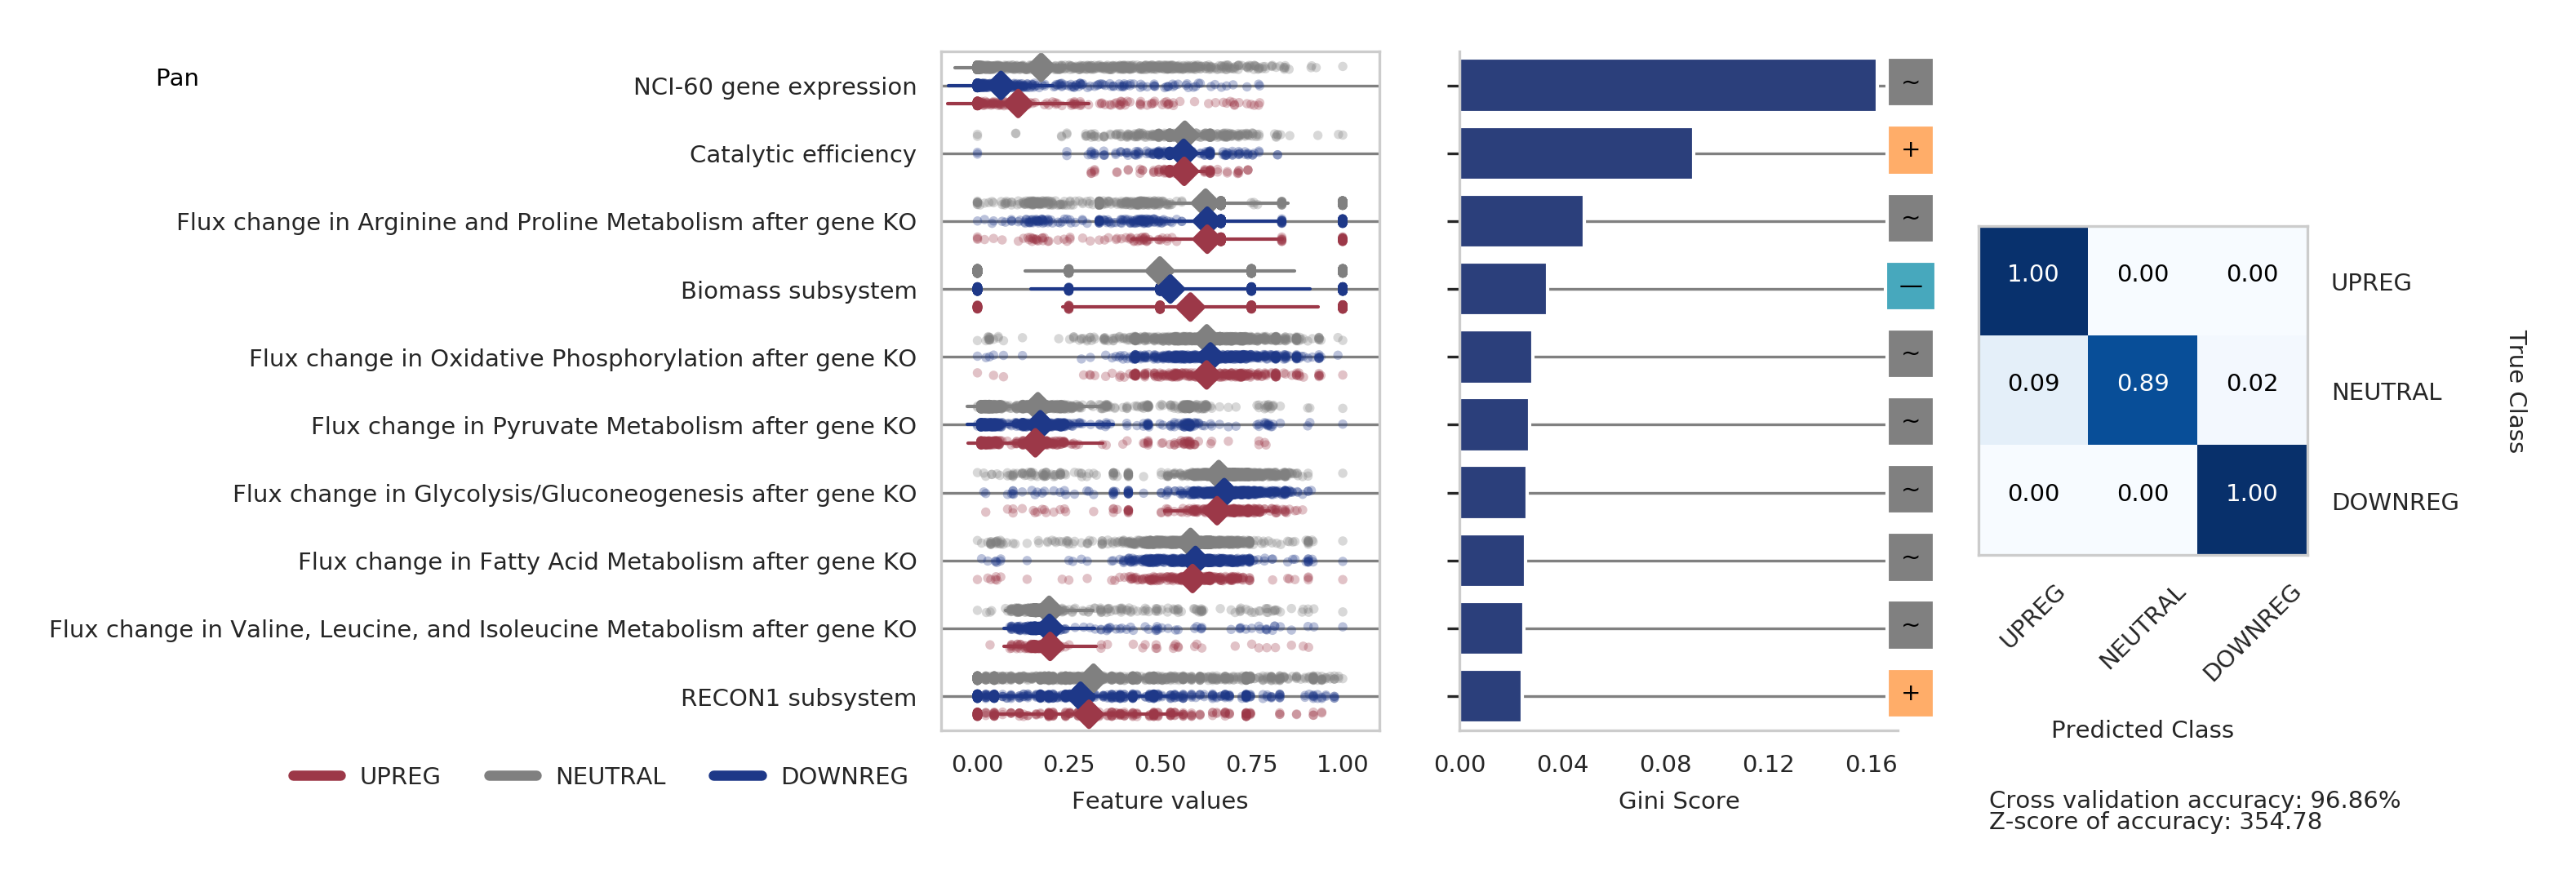 Pan
NCI-60 gene expression
Catalytic efficiency
Flux change in Arginine and Proline Metabolism after gene KO
Biomass subsystem
Flux change in Oxidative Phosphorylation after gene KO
Flux change in Pyruvate Metabolism after gene KO
Flux change in Glycolysis/Gluconeogenesis after gene KO
Flux change in Fatty Acid Metabolism after gene KO
Flux change in Valine, Leucine, and Isoleucine Metabolism after gene KO
RECON1 subsystem
UPREG NEUTRAL DOWNREG
0.00 0.25 0.50 0.75 1.00
Feature values
~
+
~
—
~
~
~
~
~
+
0.00 0.04 0.08 0.12 0.16
Gini Score
1.00 0.00 0.00 UPREG
0.09 0.89 0.02 NEUTRAL
0.00 0.00 1.00 DOWNREG
True Class
UPREG NEUTRAL DOWNREG
Predicted Class
Cross validation accuracy: 96.86%
Z-score of accuracy: 354.78